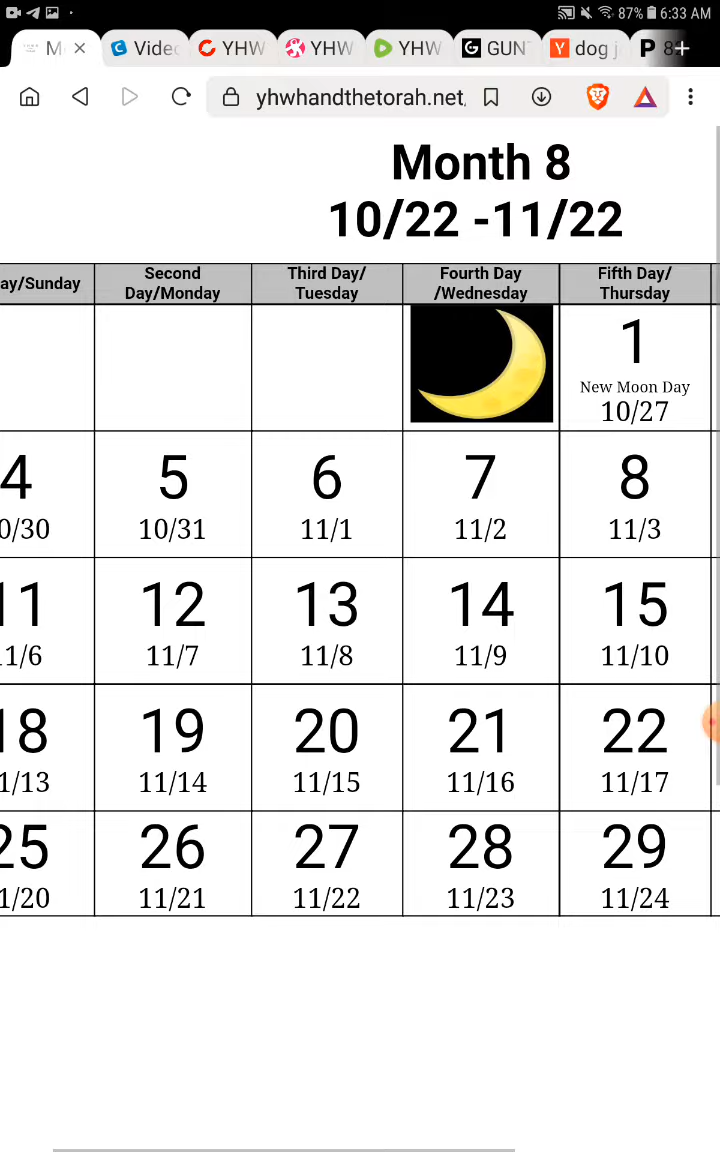 87% 6:33 AM
M Vide YHW YHW YHW GUN dog j P 8 +
yhwhandthetorah.net,
Month 8
10/22 -11/22
ay/Sunday Second Day/Monday Third Day/ Tuesday Fourth Day /Wednesday Fifth Day/ Thursday
1
New Moon Day
10/27
4 5 6 7 8
0/30 10/31 11/1 11/2 11/3
11 12 13 14 15
1/6 11/7 11/8 11/9 11/10
18 19 20 21 22
1/13 11/14 11/15 11/16 11/17
25 26 27 28 29
1/20 11/21 11/22 11/23 11/24